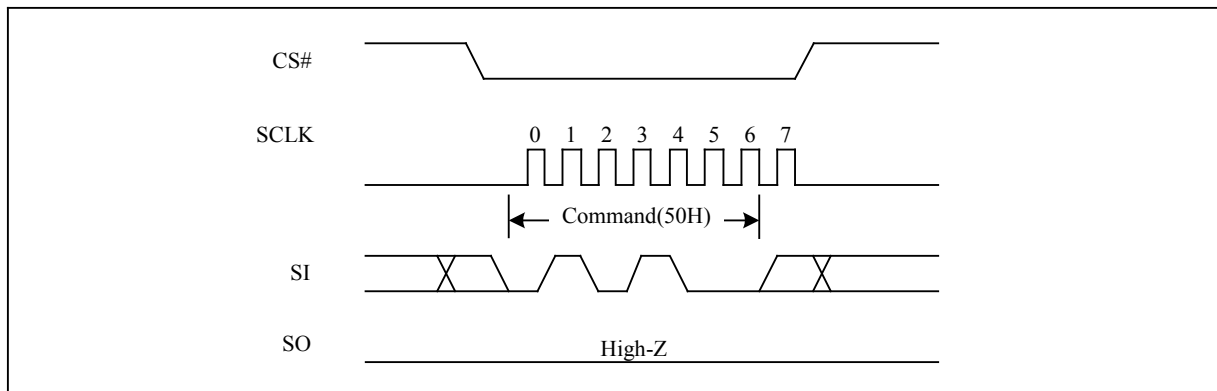 CS#
SCLK
0 1 2 3 4 5 6 7
Command(50H)
SI
SO
High-Z